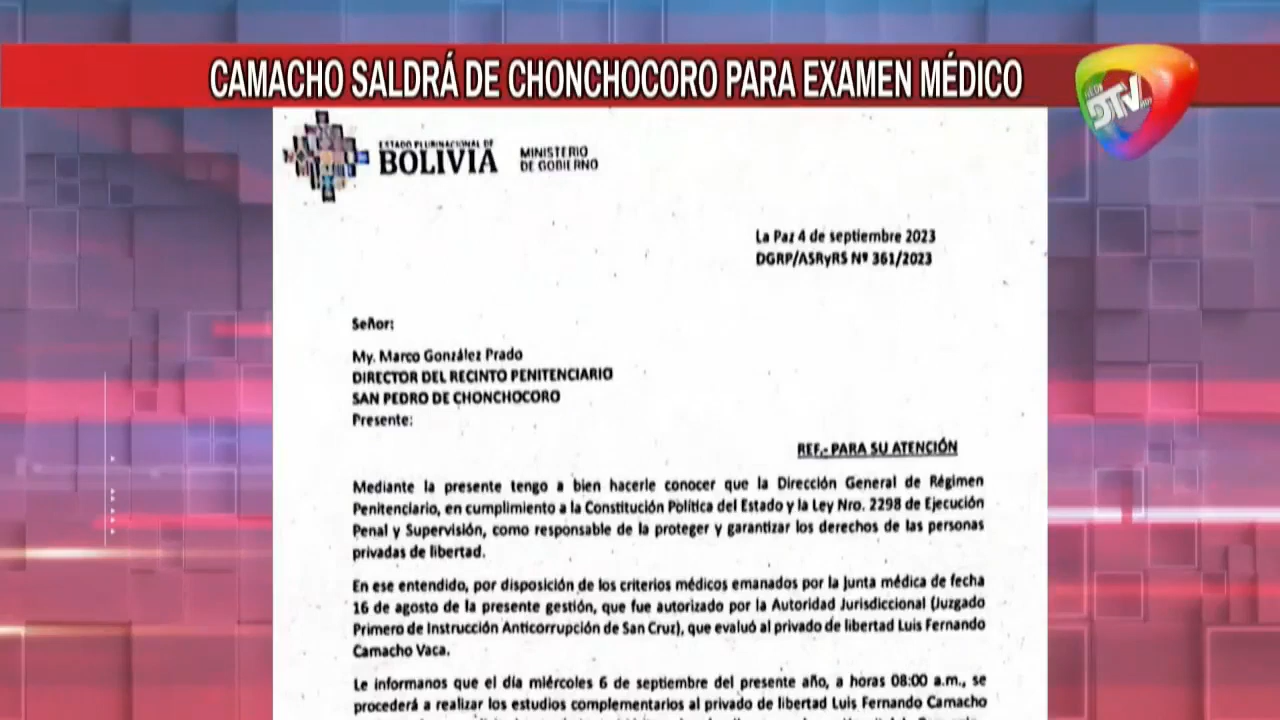 CAMACHO SALDRÁ DE CHONCHOCORO PARA EXAMEN MÉDICO
DTV
ESTADO PLURINACIONAL DE
BOLIVIA
MINISTERIO
DE GOBIERNO
La Paz 4 de septiembre 2023
DGRP/ASRyRS Nº 361/2023
Señor:
My. Marco González Prado
DIRECTOR DEL RECINTO PENITENCIARIO
SAN PEDRO DE CHONCHOCORO
Presente:
REF.- PARA SU ATENCIÓN
Mediante la presente tengo a bien hacerle conocer que la Dirección General de Régimen
Penitenciario, en cumplimiento a la Constitución Política del Estado y la Ley Nro. 2298 de Ejecución
Penal y Supervisión, como responsable de la proteger y garantizar los derechos de las personas
privadas de libertad.
En ese entendido, por disposición de los criterios médicos emanados por la Junta médica de fecha
16 de agosto de la presente gestión, que fue autorizado por la Autoridad Jurisdiccional (Juzgado
Primero de Instrucción Anticorrupción de San Cruz), que evaluó al privado de libertad Luis Fernando
Camacho Vaca.
Le informanos que el día miércoles 6 de septiembre del presente año, a horas 08:00 a.m., se
procederá a realizar los estudios complementarios al privado de libertad Luis Fernando Camacho